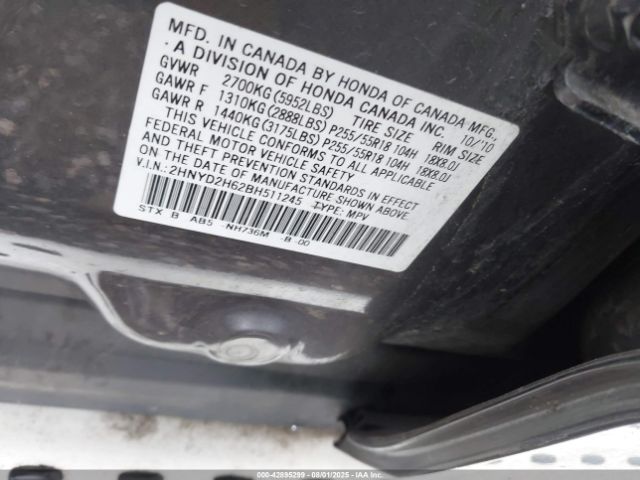 MFD. IN CANADA BY HONDA OF CANADA MFG.,
A DIVISION OF HONDA CANADA INC. 10/'10
GVWR 2700KG(5952LBS) TIRE SIZE RIM SIZE
GAWR F 1310KG(2888LBS) P255/55R18 104H 18X8.0J
GAWR R 1440KG(3175LBS) P255/55R18 104H 18X8.0J
THIS VEHICLE CONFORMS TO ALL APPLICABLE
FEDERAL MOTOR VEHICLE SAFETY AND
THEFT PREVENTION STANDARDS IN EFFECT
ON THE DATE OF MANUFACTURE SHOWN ABOVE.
V.I.N.: 2HNYD2H62BH511245 TYPE: MPV
STX B AB5 NH736M -B -00
000-42895299 - 08/01/2025 - IAAI.COM